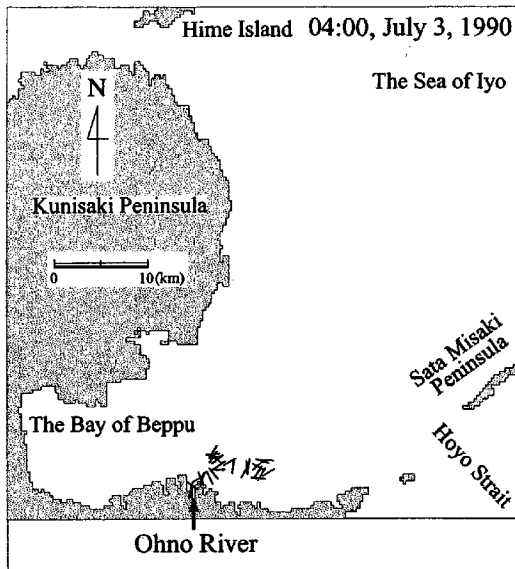 Hime Island 04:00, July 3, 1990
The Sea of Iyo
N
Kunisaki Peninsula
0 10(km)
Sata Misaki
Peninsula
The Bay of Beppu
Hoyo Strait
Ohno River